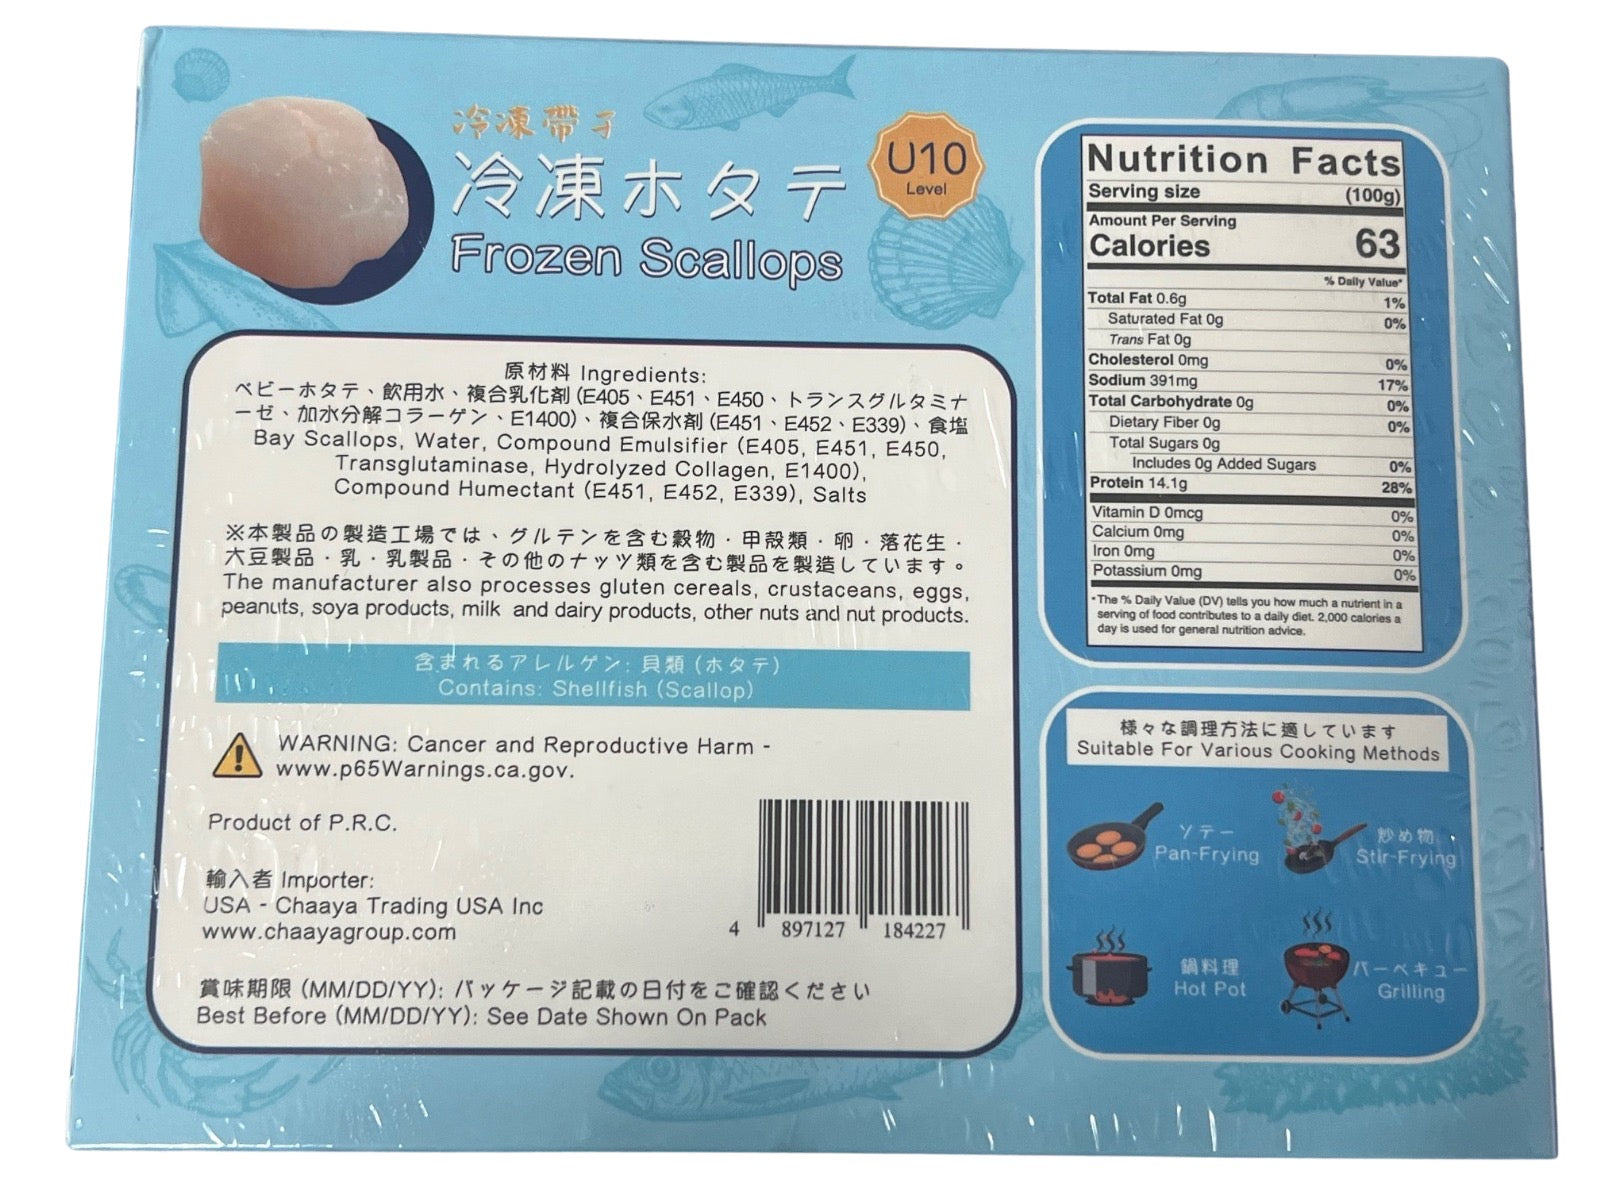 冷凍帶子
冷凍ホタテ
Frozen Scallops
U10
Level
原材料 Ingredients:
ベビーホタテ、飲用水、複合乳化剤 (E405、E451、E450、トランスグルタミナ
ーゼ、加水分解コラーゲン、E1400)、複合保水剤 (E451、E452、E339)、食塩
Bay Scallops, Water, Compound Emulsifier (E405, E451, E450,
Transglutaminase, Hydrolyzed Collagen, E1400),
Compound Humectant (E451, E452, E339), Salts
※本製品の製造工場では、グルテンを含む穀物・甲殻類・卵・落花生・
大豆製品・乳・乳製品・その他のナッツ類を含む製品を製造しています。
The manufacturer also processes gluten cereals, crustaceans, eggs,
peanuts, soya products, milk and dairy products, other nuts and nut products.
含まれるアレルゲン: 貝類 (ホタテ)
Contains: Shellfish (Scallop)
WARNING: Cancer and Reproductive Harm -
www.p65Warnings.ca.gov.
Product of P.R.C.
輸入者 Importer:
USA - Chaaya Trading USA Inc
www.chaayagroup.com
4 897127 184227
賞味期限 (MM/DD/YY): パッケージ記載の日付をご確認ください
Best Before (MM/DD/YY): See Date Shown On Pack
Nutrition Facts
Serving size (100g)
Amount Per Serving
Calories 63
% Daily Value*
Total Fat 0.6g 1%
Saturated Fat 0g 0%
Trans Fat 0g
Cholesterol 0mg 0%
Sodium 391mg 17%
Total Carbohydrate 0g 0%
Dietary Fiber 0g 0%
Total Sugars 0g
Includes 0g Added Sugars 0%
Protein 14.1g 28%
Vitamin D 0mcg 0%
Calcium 0mg 0%
Iron 0mg 0%
Potassium 0mg 0%
*The % Daily Value (DV) tells you how much a nutrient in a
serving of food contributes to a daily diet. 2,000 calories a
day is used for general nutrition advice.
様々な調理方法に適しています
Suitable For Various Cooking Methods
ソテー
Pan-Frying
炒め物
Stir-Frying
鍋料理
Hot Pot
バーベキュー
Grilling